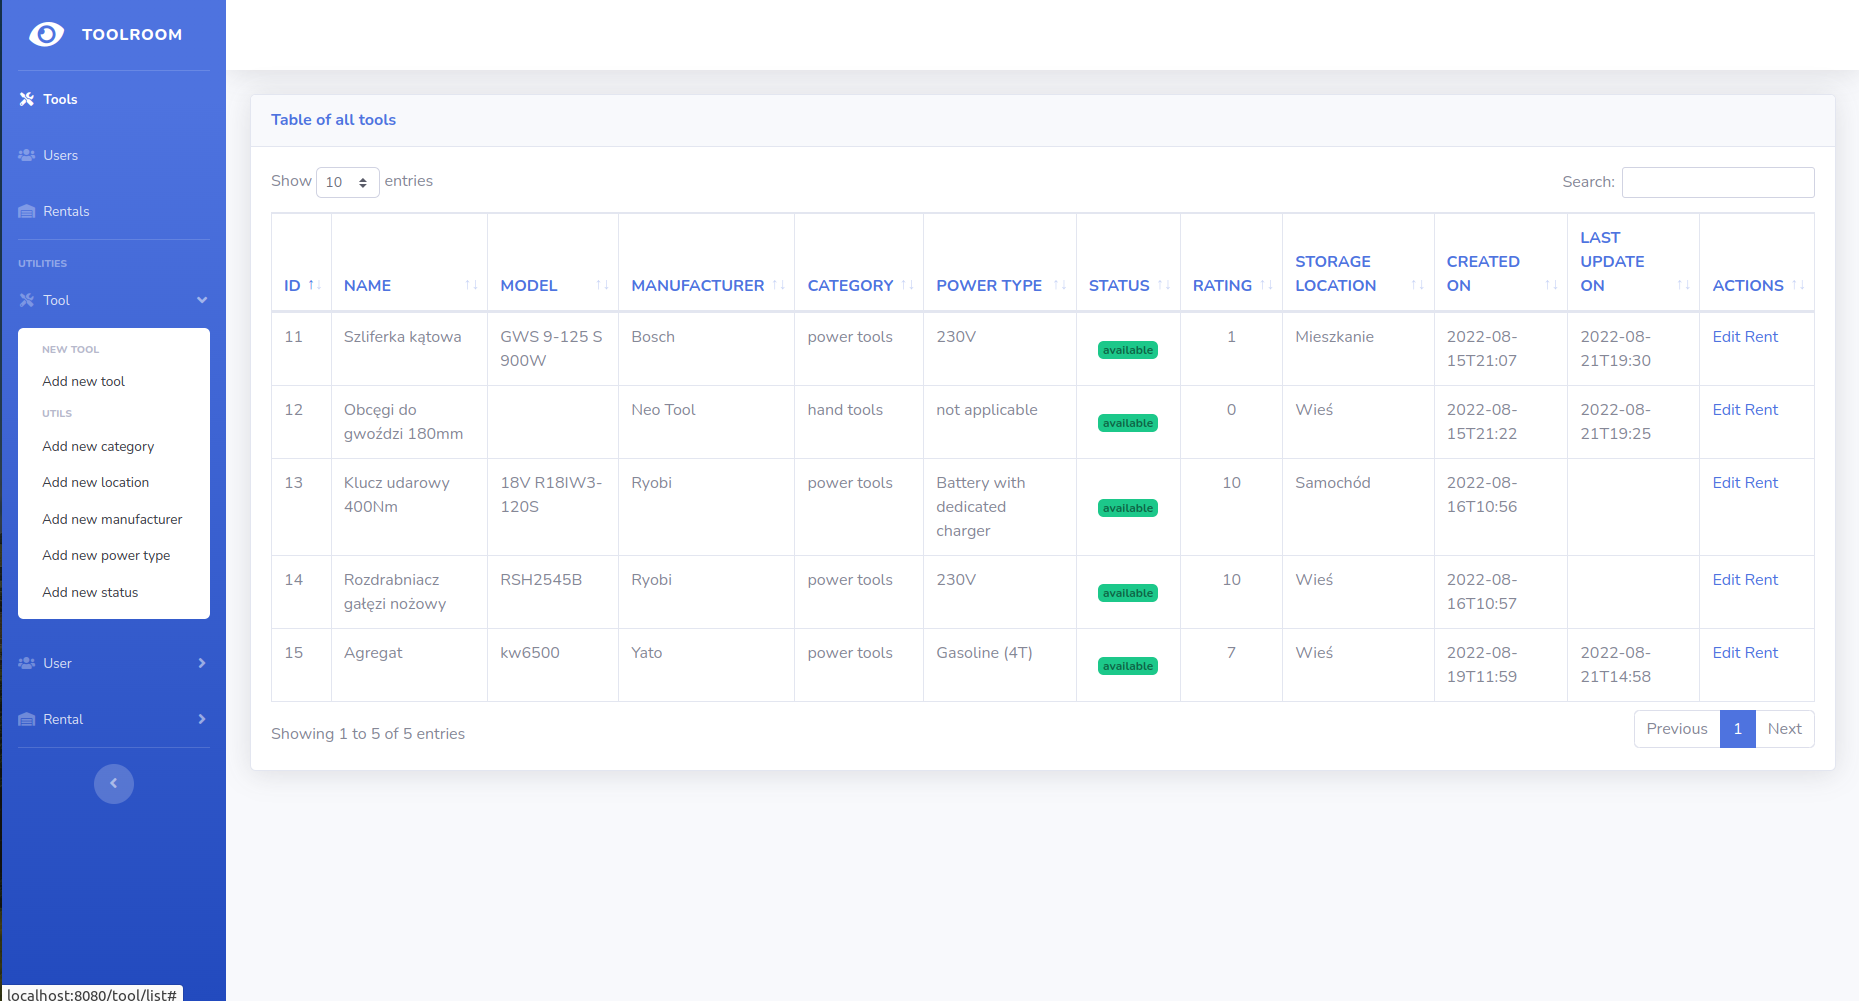 TOOLROOM
Tools
Users
Rentals
UTILITIES
Tool
NEW TOOL
Add new tool
UTILS
Add new category
Add new location
Add new manufacturer
Add new power type
Add new status
User
Rental
localhost:8080/tool/list#
Table of all tools
Show 10 entries
Search:
ID NAME MODEL MANUFACTURER CATEGORY POWER TYPE STATUS RATING STORAGE LOCATION CREATED ON LAST UPDATE ON ACTIONS
11 Szliferka kątowa GWS 9-125 S 900W Bosch power tools 230V available 1 Mieszkanie 2022-08-15T21:07 2022-08-21T19:30 Edit Rent
12 Obcęgi do gwoździ 180mm Neo Tool hand tools not applicable available 0 Wieś 2022-08-15T21:22 2022-08-21T19:25 Edit Rent
13 Klucz udarowy 400Nm 18V R18IW3-120S Ryobi power tools Battery with dedicated charger available 10 Samochód 2022-08-16T10:56 Edit Rent
14 Rozdrabniacz gałęzi nożowy RSH2545B Ryobi power tools 230V available 10 Wieś 2022-08-16T10:57 Edit Rent
15 Agregat kw6500 Yato power tools Gasoline (4T) available 7 Wieś 2022-08-19T11:59 2022-08-21T14:58 Edit Rent
Showing 1 to 5 of 5 entries
Previous 1 Next